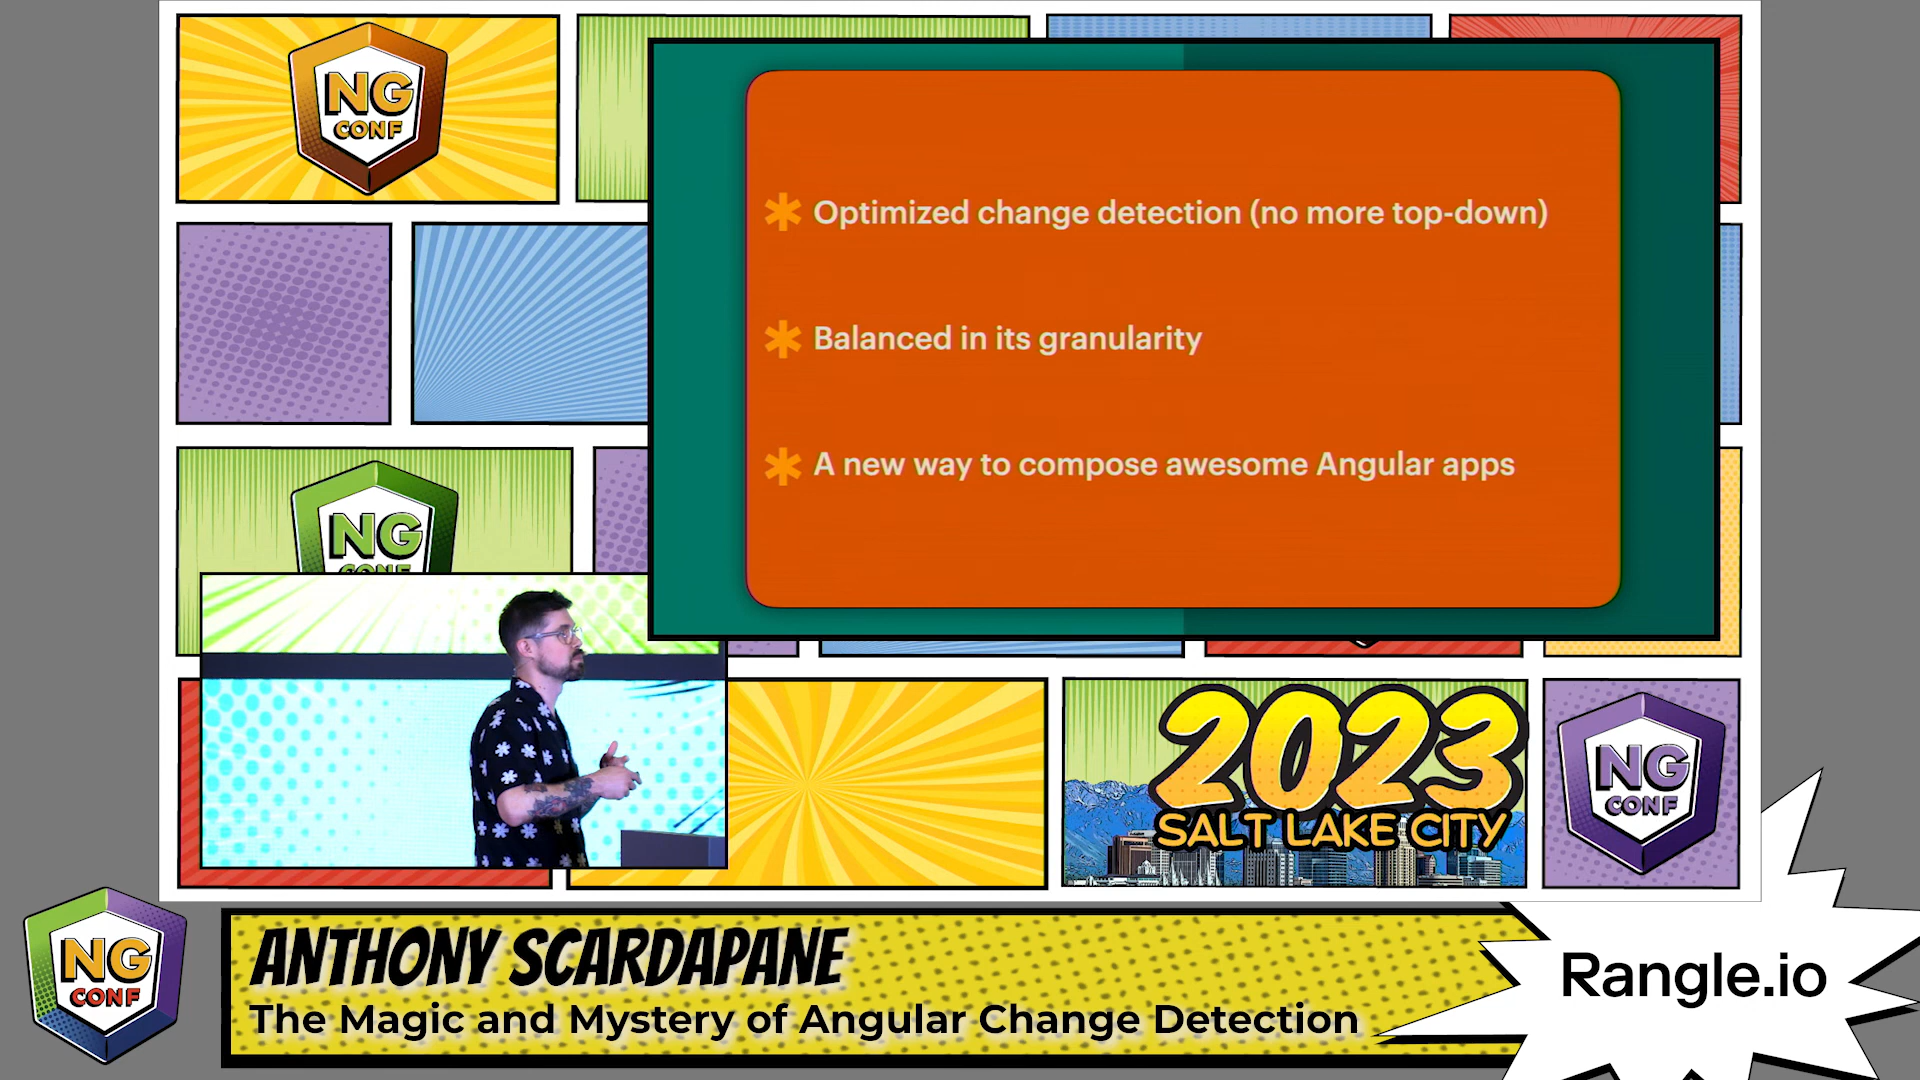 NG
CONF
Optimized change detection (no more top-down)
Balanced in its granularity
A new way to compose awesome Angular apps
NG
CONF
2023
SALT LAKE CITY
NG
CONF
NG
CONF
ANTHONY SCARDAPANE
The Magic and Mystery of Angular Change Detection
Rangle.io